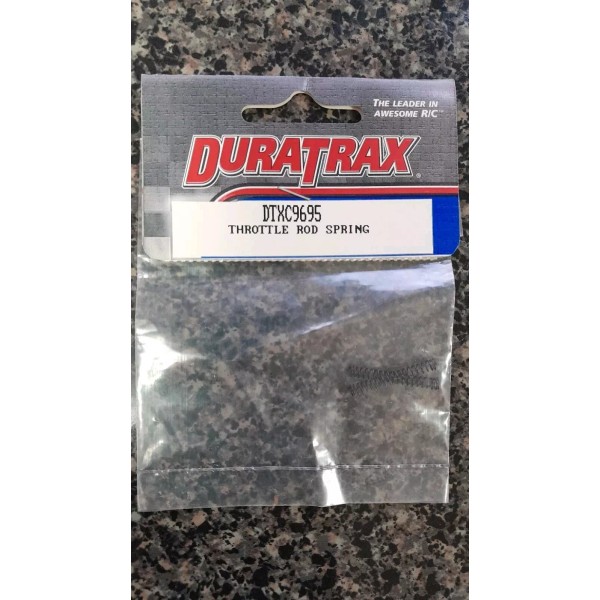 THE LEADER IN
AWESOME R/C™
DURATRAX®
DTXC9695
THROTTLE ROD SPRING